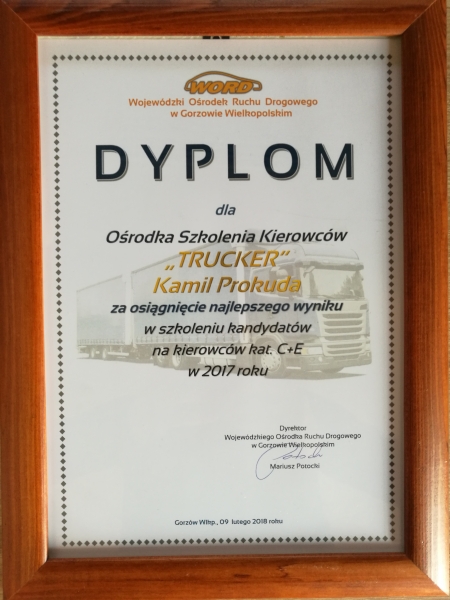 WORD
Wojewódzki Ośrodek Ruchu Drogowego
w Gorzowie Wielkopolskim
DYPLOM
dla
Ośrodka Szkolenia Kierowców
„TRUCKER"
Kamil Prokuda
za osiągnięcie najlepszego wyniku
w szkoleniu kandydatów
na kierowców kat. C+E
w 2017 roku
Dyrektor
Wojewódzkiego Ośrodka Ruchu Drogowego
w Gorzowie Wielkopolskim
Mariusz Potocki
Gorzów Wlkp., 09 lutego 2018 roku